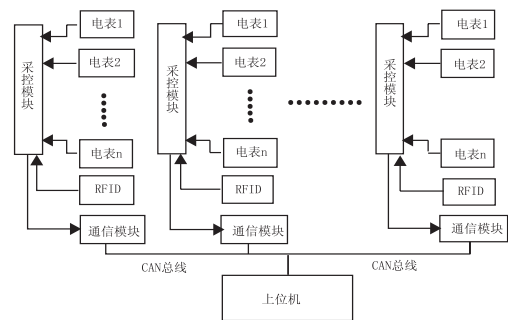 电表1
电表1
电表1
采控模块
电表2
采控模块
电表2
采控模块
电表2
电表n
电表n
电表n
RFID
RFID
RFID
通信模块
通信模块
通信模块
CAN总线
CAN总线
上位机